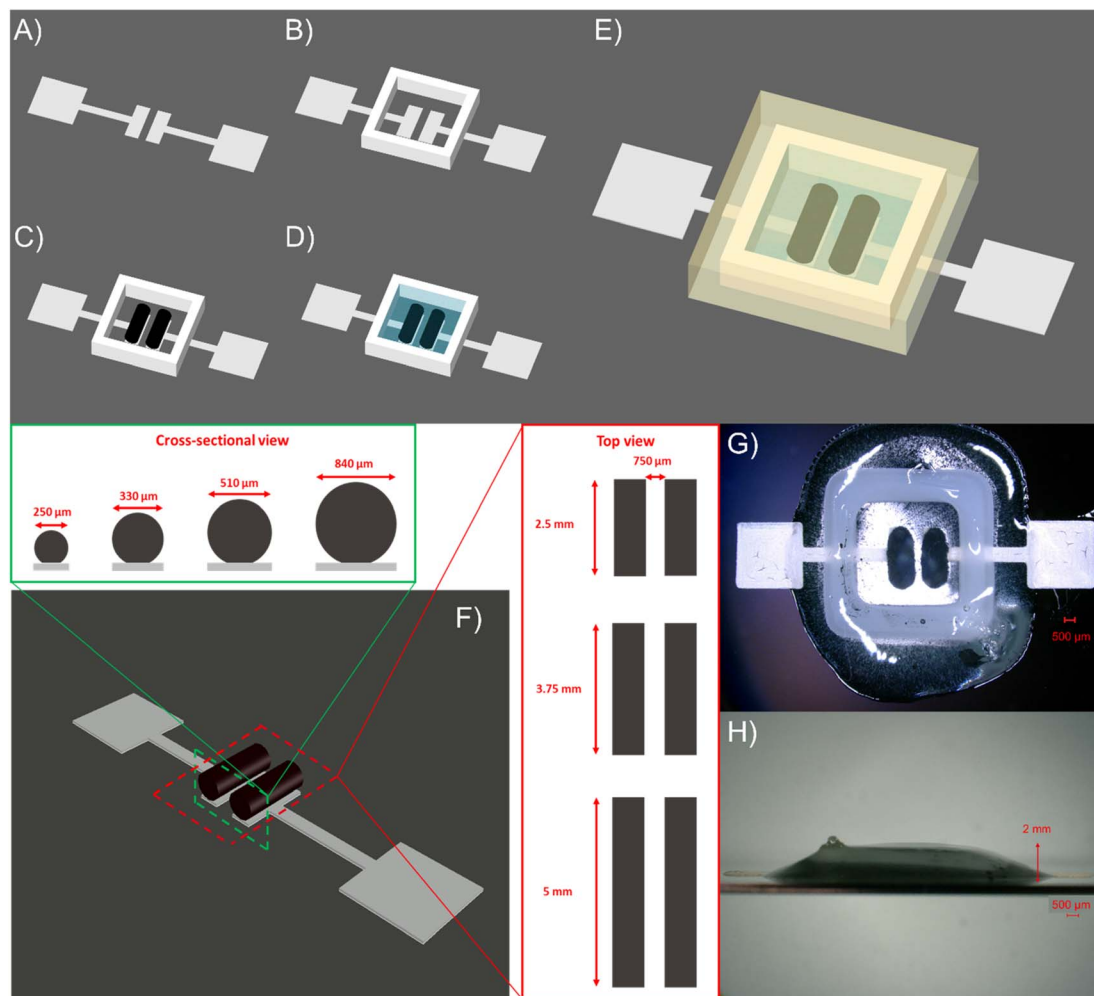 A)
B)
E)
C)
D)
Cross-sectional view
250 µm
330 µm
510 µm
840 µm
F)
Top view
750 µm
2.5 mm
3.75 mm
5 mm
G)
500 µm
H)
2 mm
500 µm